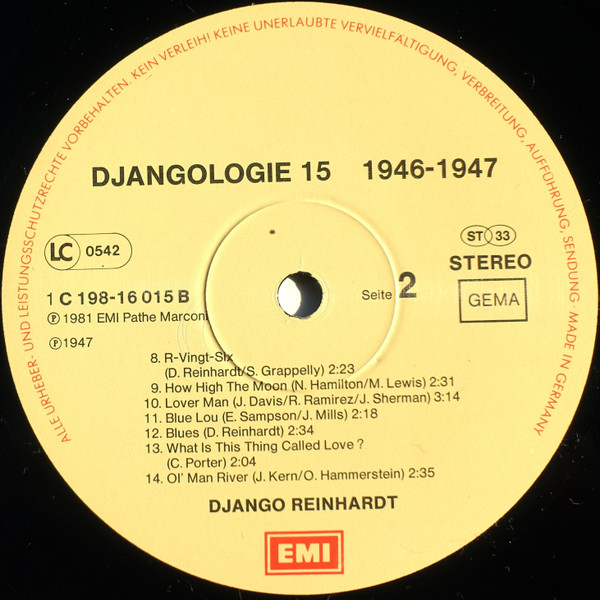 ALLE URHEBER- UND LEISTUNGSSCHUTZRECHTE VORBEHALTEN. KEIN VERLEIH! KEINE UNERLAUBTE VERVIELFÄLTIGUNG, VERBREITUNG, AUFFÜHRUNG, SENDUNG · MADE IN GERMANY
DJANGOLOGIE 15 1946-1947
LC 0542
ST 33
STEREO
1 C 198-16 015 B
Seite 2
GEMA
℗ 1981 EMI Pathe Marconi
℗ 1947
8. R-Vingt-Six
(D. Reinhardt/S. Grappelly) 2:23
9. How High The Moon (N. Hamilton/M. Lewis) 2:31
10. Lover Man (J. Davis/R. Ramirez/J. Sherman) 3:14
11. Blue Lou (E. Sampson/J. Mills) 2:18
12. Blues (D. Reinhardt) 2:34
13. What Is This Thing Called Love ?
(C. Porter) 2:04
14. Ol' Man River (J. Kern/O. Hammerstein) 2:35
DJANGO REINHARDT
EMI